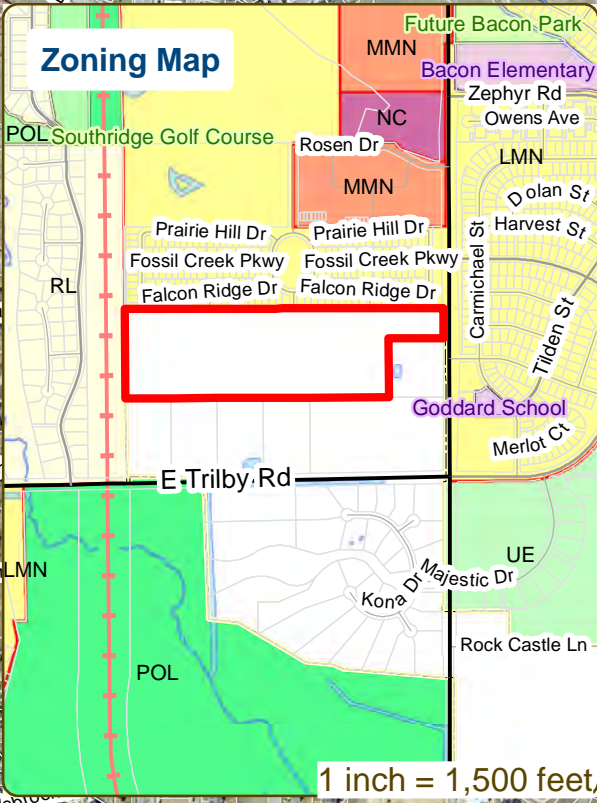 Future Bacon Park
Zoning Map
MMN
Bacon Elementary
Zephyr Rd
NC
Owens Ave
POL
Southridge Golf Course
Rosen Dr
LMN
MMN
Dolan St
Prairie Hill Dr
Prairie Hill Dr
Harvest St
Fossil Creek Pkwy
Fossil Creek Pkwy
Carmichael St
RL
Falcon Ridge Dr
Falcon Ridge Dr
Tilden St
Goddard School
Merlot Ct
E Trilby Rd
UE
LMN
Majestic Dr
Kona Dr
Rock Castle Ln
POL
1 inch = 1,500 feet